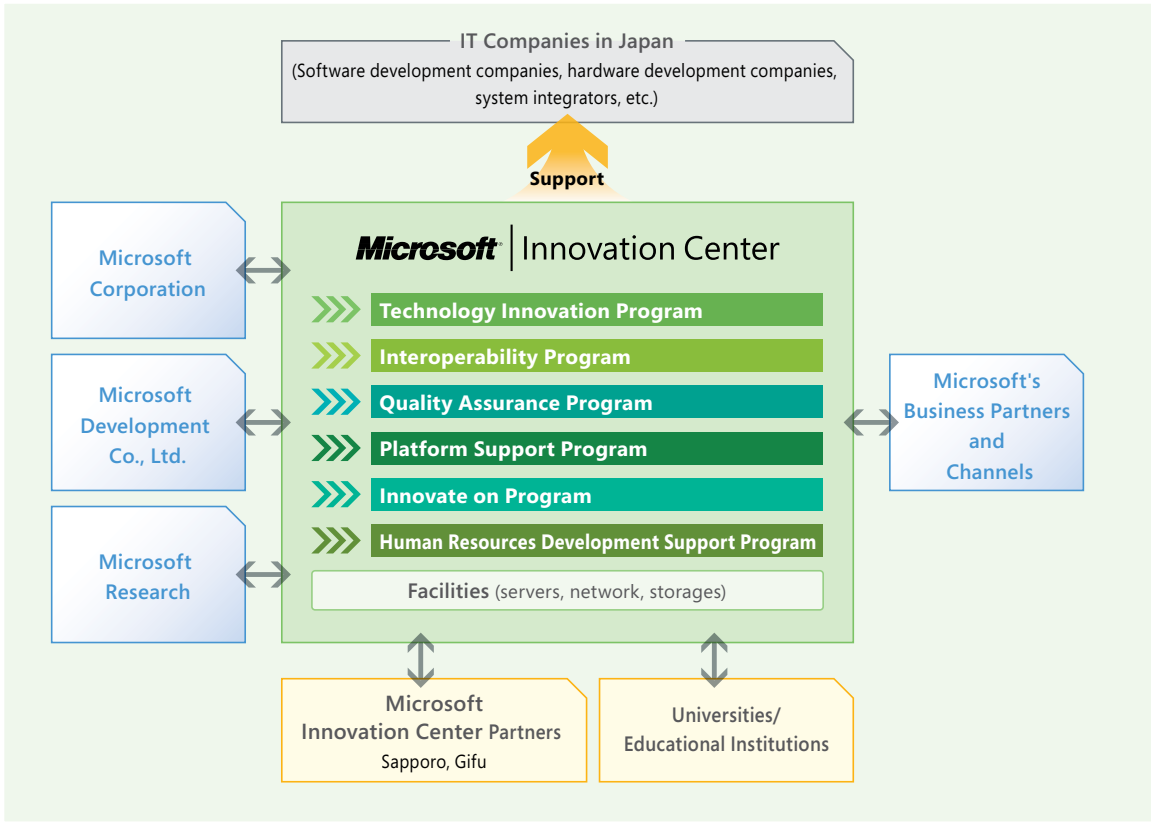 IT Companies in Japan
(Software development companies, hardware development companies,
system integrators, etc.)
Support
Microsoft® | Innovation Center
Microsoft
Corporation
Microsoft
Development
Co., Ltd.
Microsoft
Research
Technology Innovation Program
Interoperability Program
Quality Assurance Program
Platform Support Program
Innovate on Program
Human Resources Development Support Program
Facilities (servers, network, storages)
Microsoft's
Business Partners
and
Channels
Microsoft
Innovation Center Partners
Sapporo, Gifu
Universities/
Educational Institutions